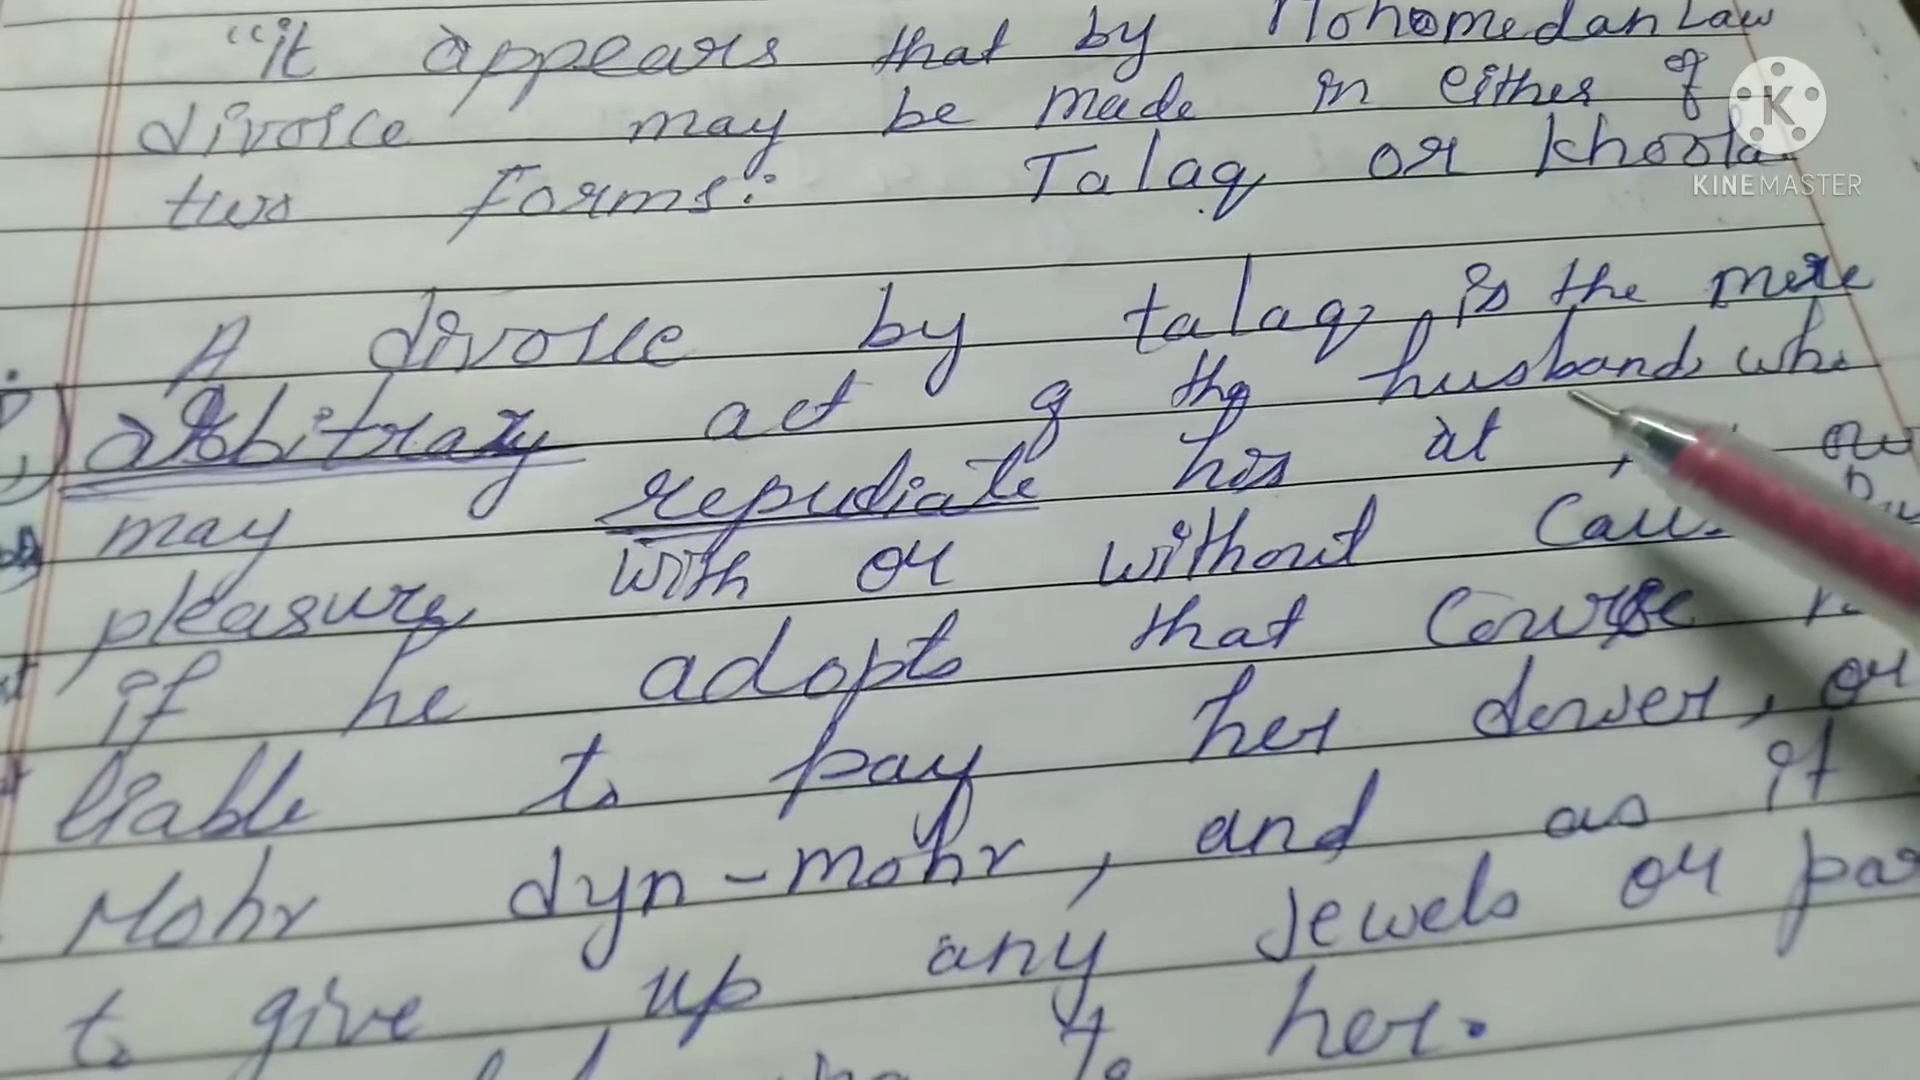 "it appears that by Mohomedan Law
divorce may be made in either of
two forms: Talaq or khoola
A divorce by talaq, is the mere
arbitrary act of the husband, who
may repudiate his at
pleasure, with or without
if he adopts that course
liable to pay her dower, or
Mohr dyn-mohr, and as if
to give up any jewels or
to her.
KINEMASTER